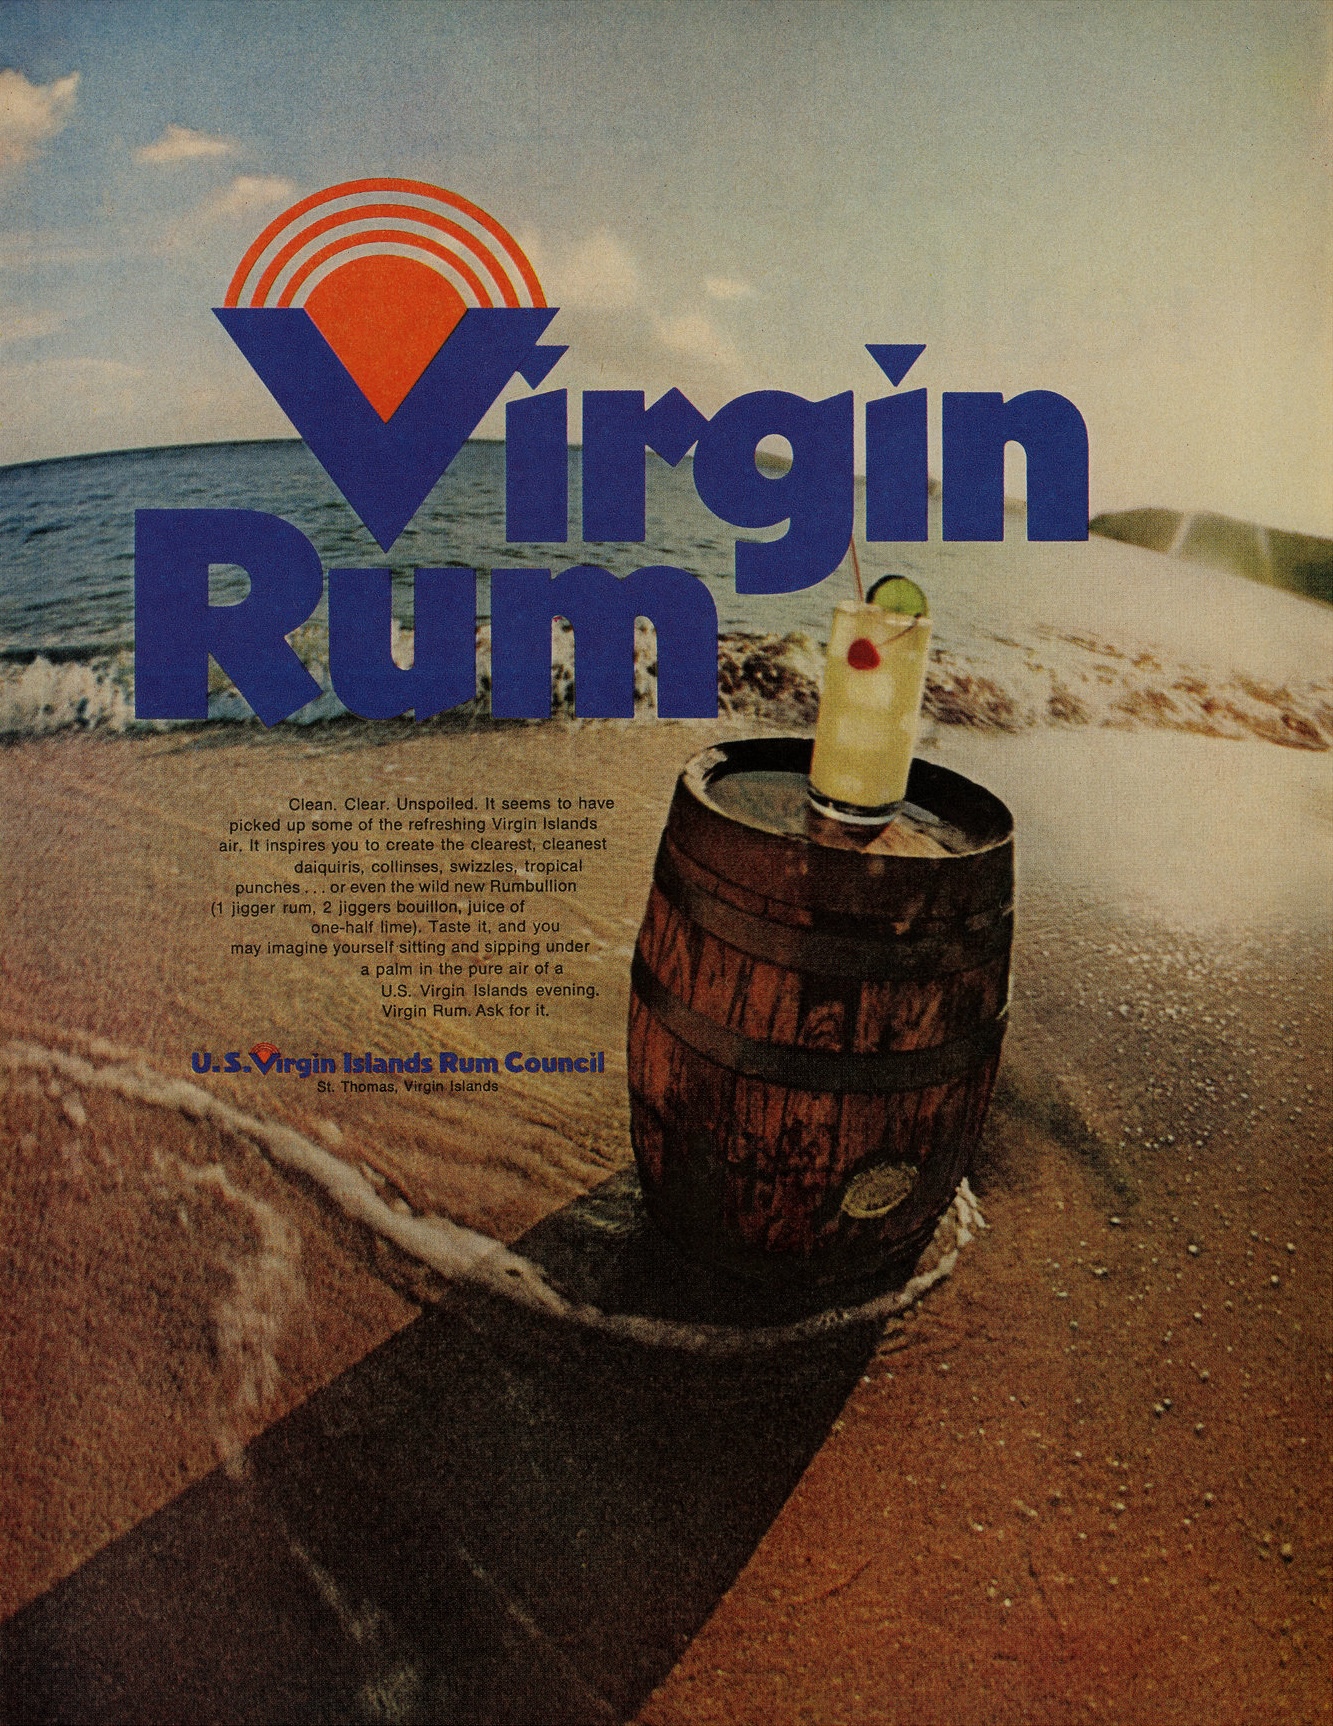 Virgin
Rum
Clean. Clear. Unspoiled. It seems to have
picked up some of the refreshing Virgin Islands
air. It inspires you to create the clearest, cleanest
daiquiris, collinses, swizzles, tropical
punches . . . or even the wild new Rumbullion
(1 jigger rum, 2 jiggers bouillon, juice of
one-half lime). Taste it, and you
may imagine yourself sitting and sipping under
a palm in the pure air of a
U.S. Virgin Islands evening.
Virgin Rum. Ask for it.
U.S. Virgin Islands Rum Council
St. Thomas, Virgin Islands